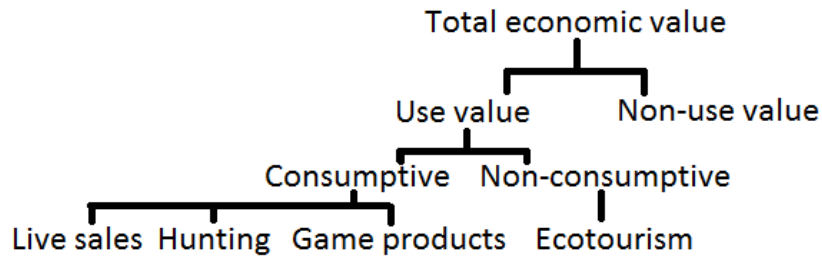 Total economic value
Use value Non-use value
Consumptive Non-consumptive
Live sales Hunting Game products Ecotourism